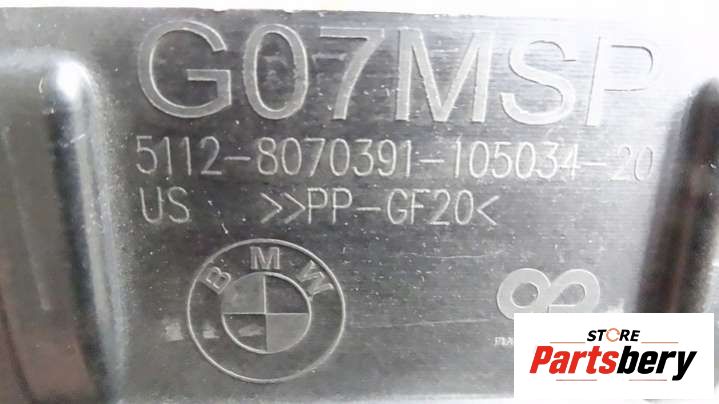 G07MSP
5112-8070391-105034-20
US >>PP-GF20<
BMW
STORE
Partsbery